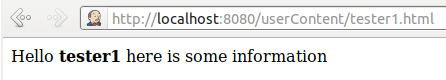 http://localhost:8080/userContent/tester1.html
Hello tester1 here is some information